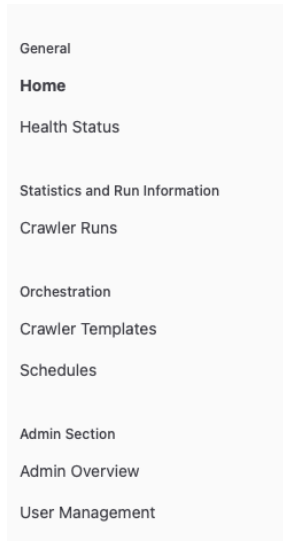 General
Home
Health Status
Statistics and Run Information
Crawler Runs
Orchestration
Crawler Templates
Schedules
Admin Section
Admin Overview
User Management